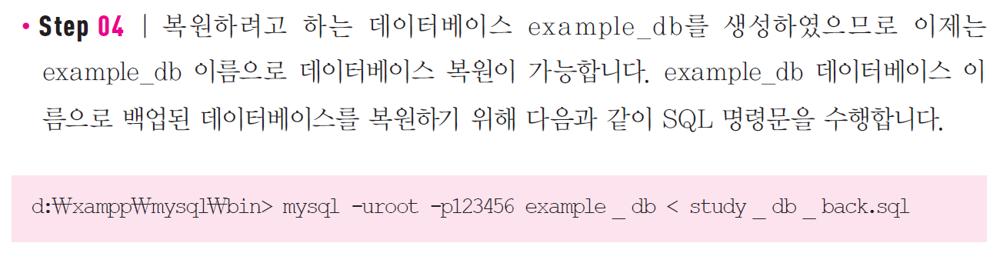 • Step 04 | 복원하려고 하는 데이터베이스 example_db를 생성하였으므로 이제는
example_db 이름으로 데이터베이스 복원이 가능합니다. example_db 데이터베이스 이
름으로 백업된 데이터베이스를 복원하기 위해 다음과 같이 SQL 명령문을 수행합니다.
d:₩xampp₩mysql₩bin> mysql -uroot -p123456 example _ db < study _ db _ back.sql